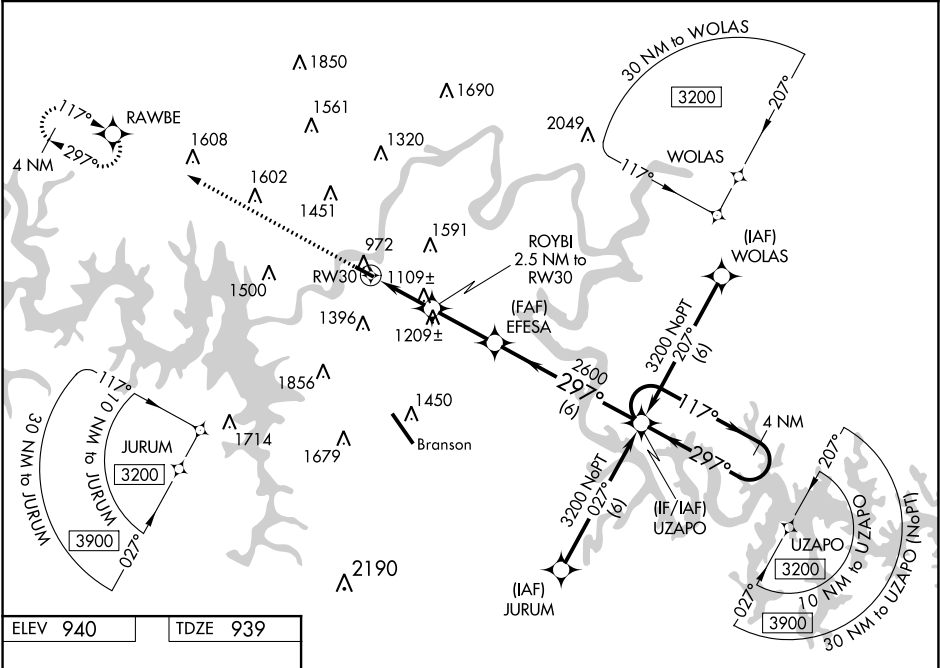 1850
1561
1690
30 NM to WOLAS
3200
207°
117°
RAWBE
297°
4 NM
1608
1320
2049
117°
WOLAS
1602
1451
(IAF)
WOLAS
972
1591
ROYBI
2.5 NM to
RW30
RW30
1109±
1500
(FAF)
EFESA
1396
1209±
3200 NoPT
207°
(6)
2600
297°
(6)
1856
117°
4 NM
117°
30 NM to JURUM
10 NM to JURUM
JURUM
3200
3900
027°
1714
1450
Branson
1679
297°
3200 NoPT
027°
(6)
(IF/IAF)
UZAPO
207°
UZAPO
3200
027°
10 NM to UZAPO
3900
30 NM to UZAPO (NoPT)
2190
(IAF)
JURUM
ELEV 940
TDZE 939